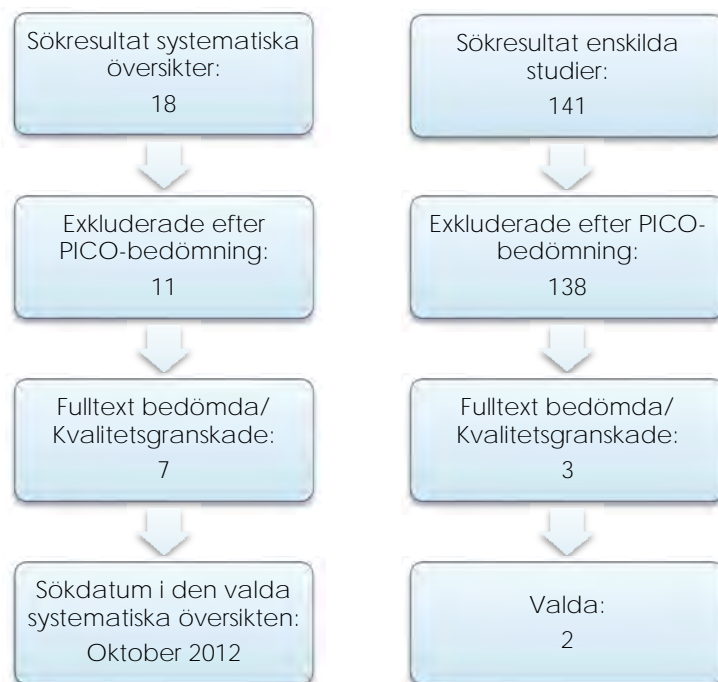 Sökresultat systematiska
översikter:
18
Exkluderade efter
PICO-bedömning:
11
Fulltext bedömda/
Kvalitetsgranskade:
7
Sökdatum i den valda
systematiska översikten:
Oktober 2012
Sökresultat enskilda
studier:
141
Exkluderade efter PICO-
bedömning:
138
Fulltext bedömda/
Kvalitetsgranskade:
3
Valda:
2